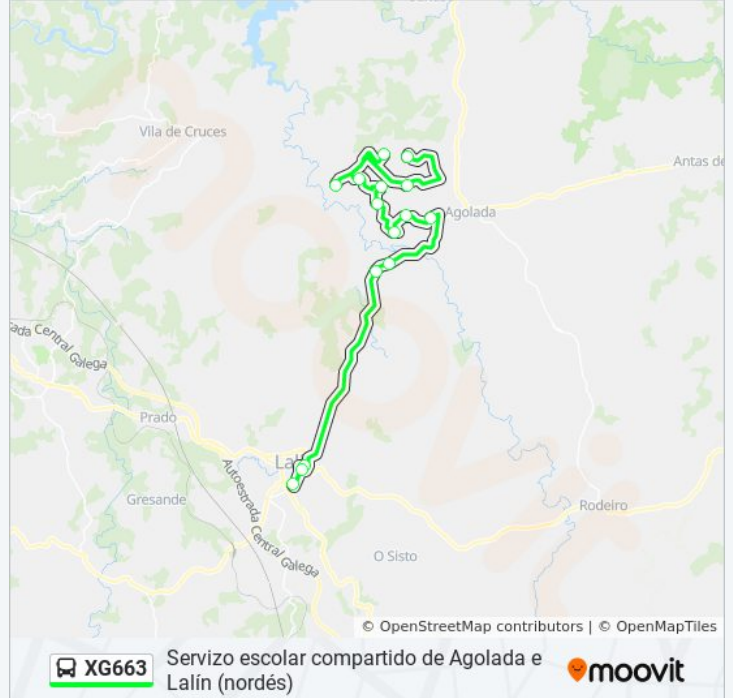 Vila de Cruces
Antas de
Agolada
ada Central Galega
Prado
Lalí
Autoestrada Central Galega
Gresande
Rodeiro
O Sisto
© OpenStreetMap contributors | © OpenMapTiles
XG663
Servizo escolar compartido de Agolada e
Lalín (nordés)
moovit